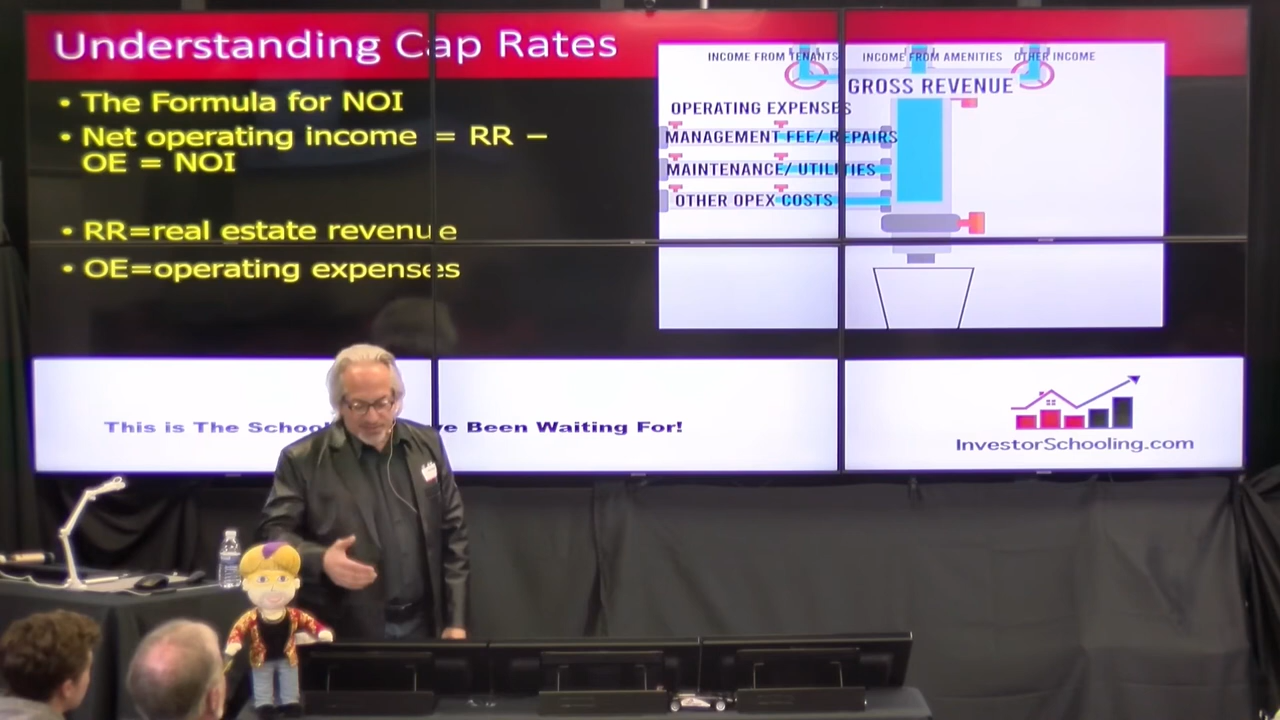 Understanding Cap Rates
• The Formula for NOI
• Net operating income = RR –
OE = NOI
• RR=real estate revenue
• OE=operating expenses
INCOME FROM TENANTS
INCOME FROM AMENITIES
OTHER INCOME
GROSS REVENUE
OPERATING EXPENSES
MANAGEMENT FEE/ REPAIRS
MAINTENANCE/ UTILITIES
OTHER OPEX COSTS
This is The School ve Been Waiting For!
InvestorSchooling.com